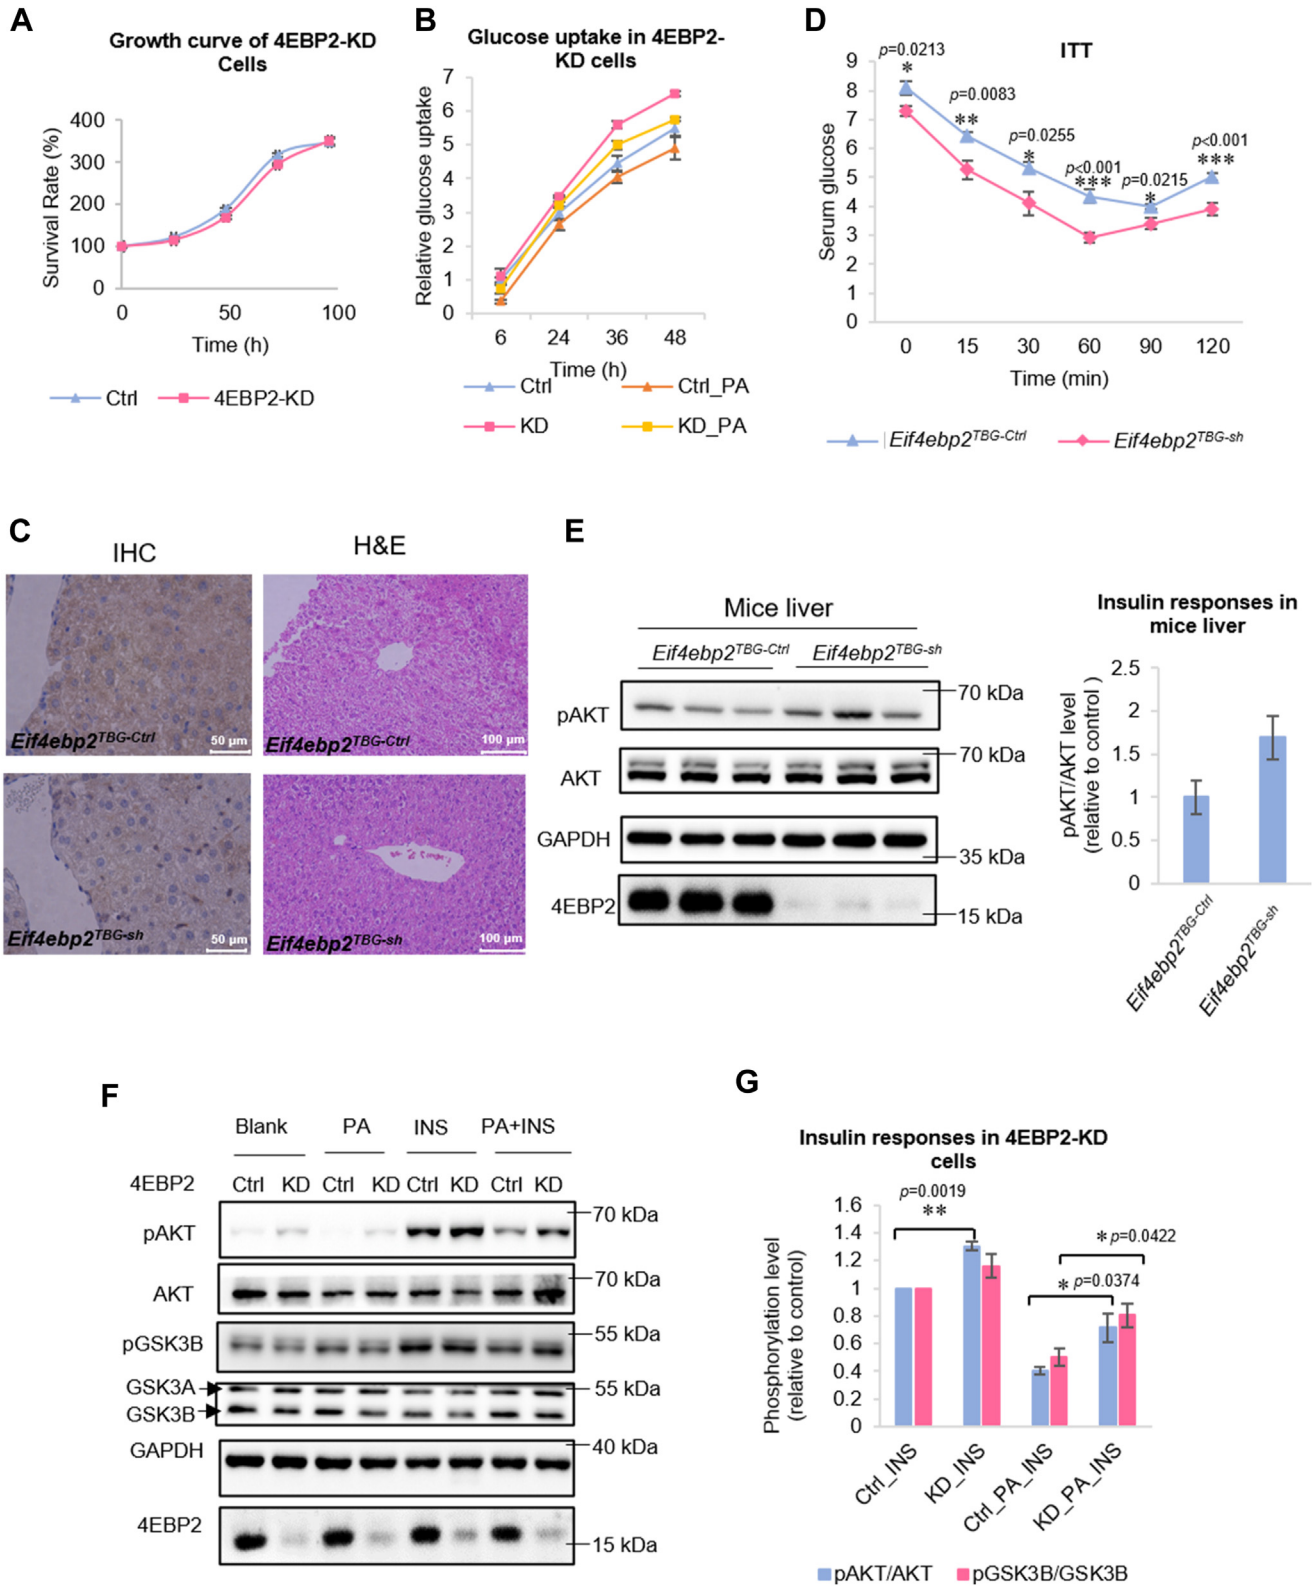 A
Growth curve of 4EBP2-KD
Cells
Survival Rate (%)
400
300
200
100
0
0 50 100
Time (h)
Ctrl 4EBP2-KD
B
Glucose uptake in 4EBP2-
KD cells
Relative glucose uptake
7
6
5
4
3
2
1
0
6 24 36 48
Time (h)
Ctrl Ctrl_PA
KD KD_PA
D
ITT
Serum glucose
9
8
7
6
5
4
3
2
1
0
p=0.0213
*
p=0.0083
**
p=0.0255
*
p<0.001
***
p=0.0215
*
p<0.001
***
0 15 30 60 90 120
Time (min)
Eif4ebp2TBG-Ctrl Eif4ebp2TBG-sh
C
IHC H&E
Eif4ebp2TBG-Ctrl 50 µm
Eif4ebp2TBG-Ctrl 100 µm
Eif4ebp2TBG-sh 50 µm
Eif4ebp2TBG-sh 100 µm
E
Mice liver
Eif4ebp2TBG-Ctrl Eif4ebp2TBG-sh
pAKT 70 kDa
AKT 70 kDa
GAPDH 35 kDa
4EBP2 15 kDa
Insulin responses in
mice liver
pAKT/AKT level
(relative to control )
2.5
2
1.5
1
0.5
0
Eif4ebp2TBG-Ctrl
Eif4ebp2TBG-sh
F
Blank PA INS PA+INS
4EBP2 Ctrl KD Ctrl KD Ctrl KD Ctrl KD
pAKT 70 kDa
AKT 70 kDa
pGSK3B 55 kDa
GSK3A 55 kDa
GSK3B
GAPDH 40 kDa
4EBP2 15 kDa
G
Insulin responses in 4EBP2-KD
cells
Phosphorylation level
(relative to control)
1.6
1.4
1.2
1
0.8
0.6
0.4
0.2
0
p=0.0019
**
* p=0.0422
* p=0.0374
Ctrl_INS
KD_INS
Ctrl_PA_INS
KD_PA_INS
pAKT/AKT pGSK3B/GSK3B